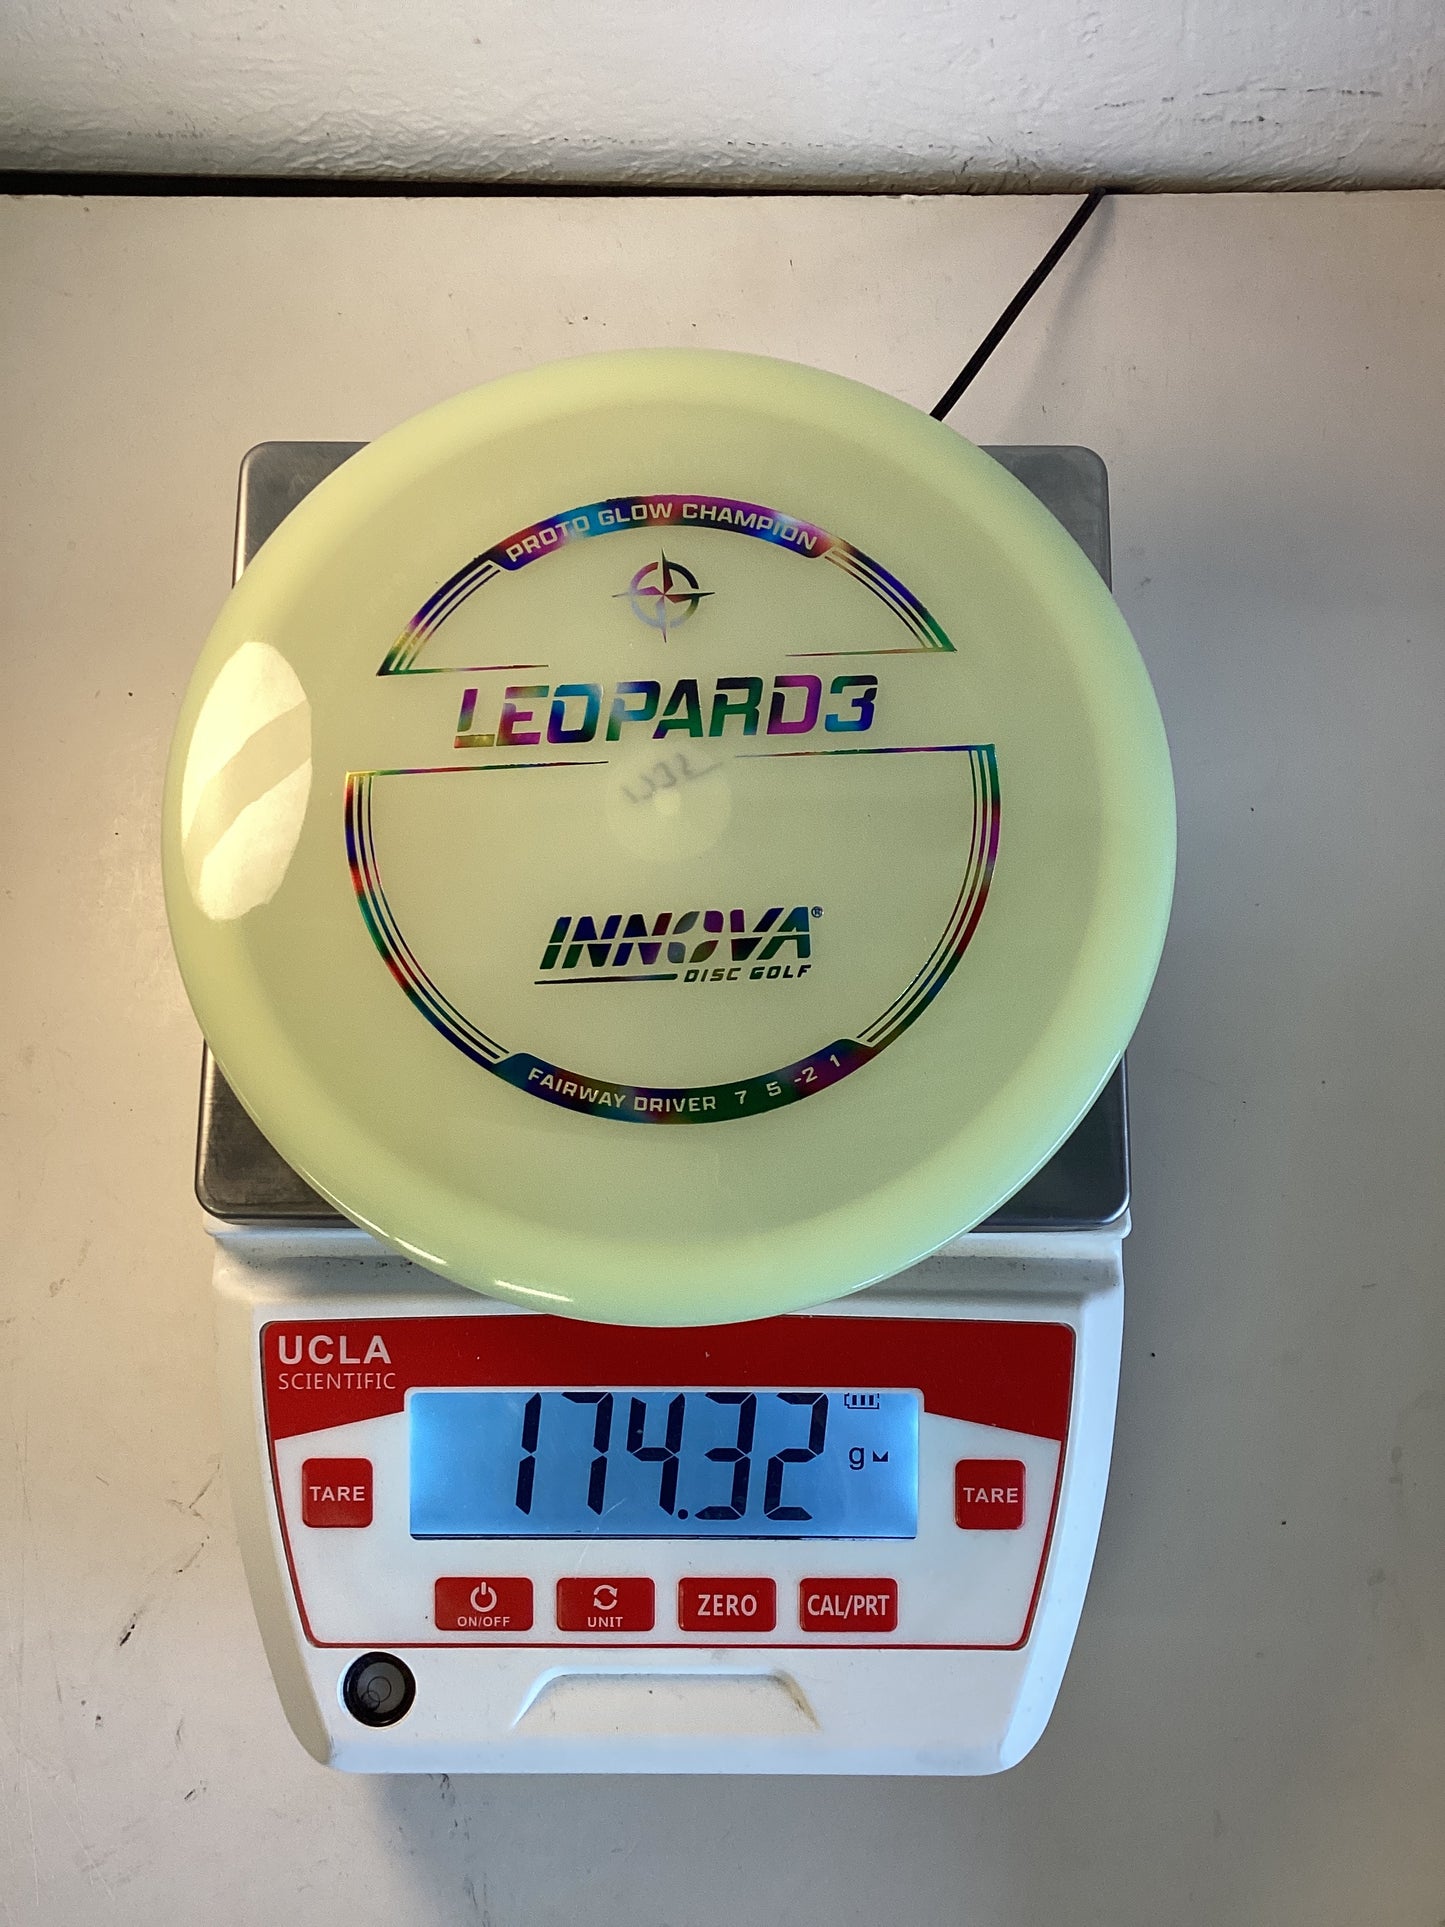 PROTO GLOW CHAMPION
LEOPARD3
INNOVA®
DISC GOLF
FAIRWAY DRIVER 7 5 -2 1
UCLA
SCIENTIFIC
174.32 g
TARE
TARE
ON/OFF
UNIT
ZERO
CAL/PRT